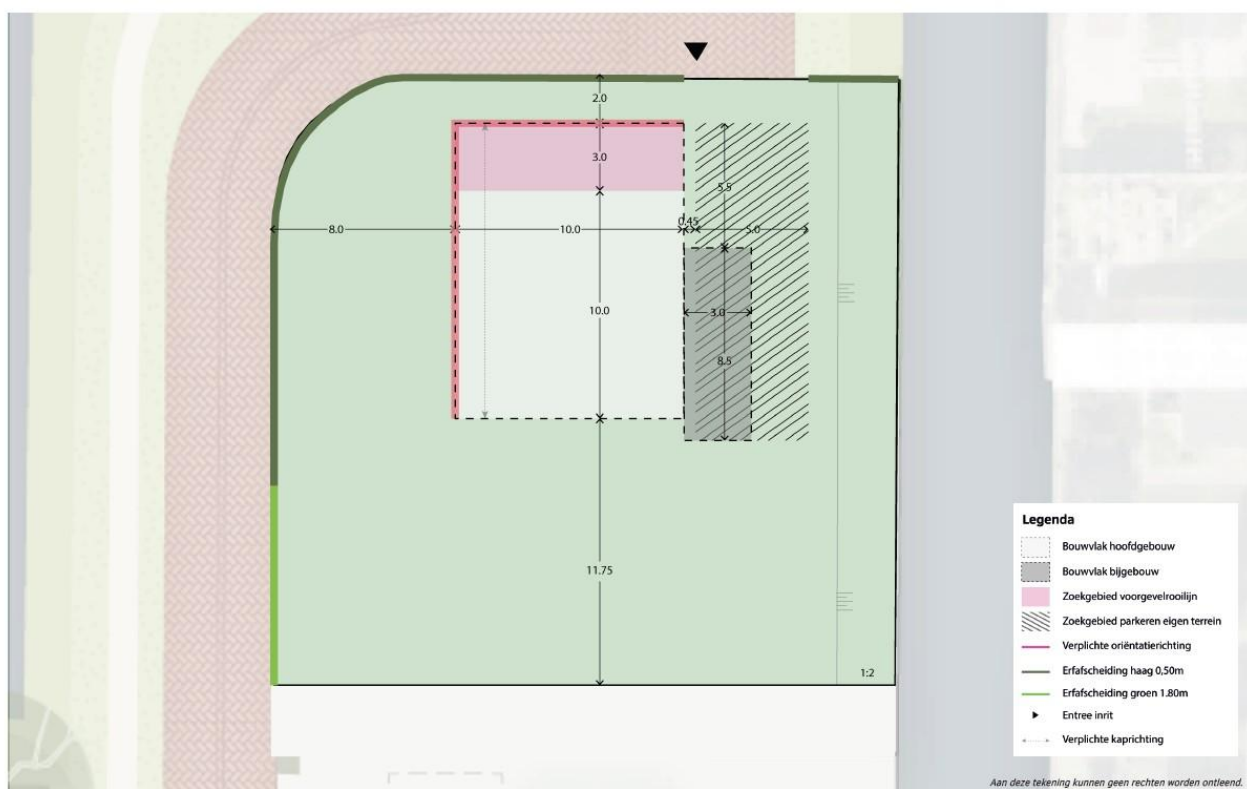 2.0
3.0
5.5
0.45
8.0
10.0
5.0
10.0
3.0
8.5
11.75
1:2
Legenda
Bouwvlak hoofdgebouw
Bouwvlak bijgebouw
Zoekgebied voorgevelrooilijn
Zoekgebied parkeren eigen terrein
Verplichte oriëntatierichting
Erfafscheiding haag 0,50m
Erfafscheiding groen 1.80m
Entree inrit
Verplichte kaprichting
Aan deze tekening kunnen geen rechten worden ontleend.